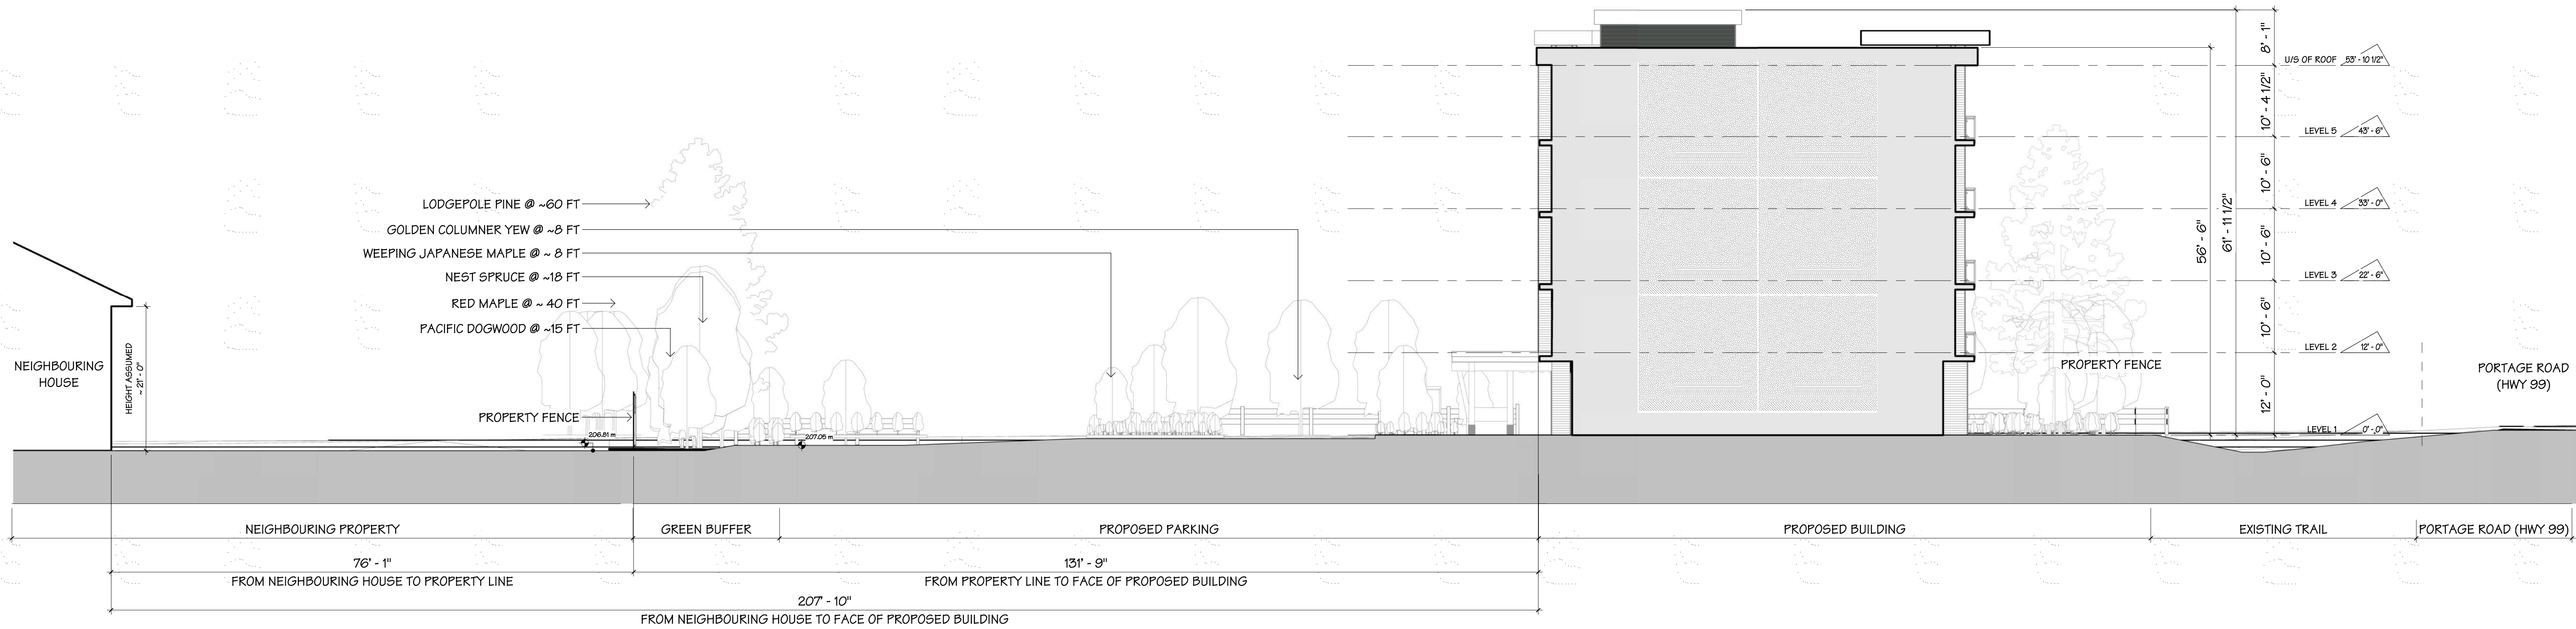 8' - 1"
U/S OF ROOF 53' - 10 1/2"
10' - 4 1/2"
LEVEL 5 43' - 6"
10' - 6"
LEVEL 4 33' - 0"
10' - 6"
LEVEL 3 22' - 6"
10' - 6"
LEVEL 2 12' - 0"
12' - 0"
LEVEL 1 0' - 0"
56' - 6"
61' - 11 1/2"
LODGEPOLE PINE @ ~60 FT
GOLDEN COLUMNER YEW @ ~8 FT
WEEPING JAPANESE MAPLE @ ~ 8 FT
NEST SPRUCE @ ~18 FT
RED MAPLE @ ~ 40 FT
PACIFIC DOGWOOD @ ~15 FT
PROPERTY FENCE
NEIGHBOURING
HOUSE
HEIGHT ASSUMED
~ 21' - 0"
206.81 m
207.05 m
PROPERTY FENCE
PORTAGE ROAD
(HWY 99)
NEIGHBOURING PROPERTY
GREEN BUFFER
PROPOSED PARKING
PROPOSED BUILDING
EXISTING TRAIL
PORTAGE ROAD (HWY 99)
76' - 1"
FROM NEIGHBOURING HOUSE TO PROPERTY LINE
131' - 9"
FROM PROPERTY LINE TO FACE OF PROPOSED BUILDING
207' - 10"
FROM NEIGHBOURING HOUSE TO FACE OF PROPOSED BUILDING